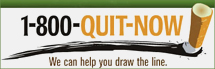 1-800-QUIT-NOW
We can help you draw the line.